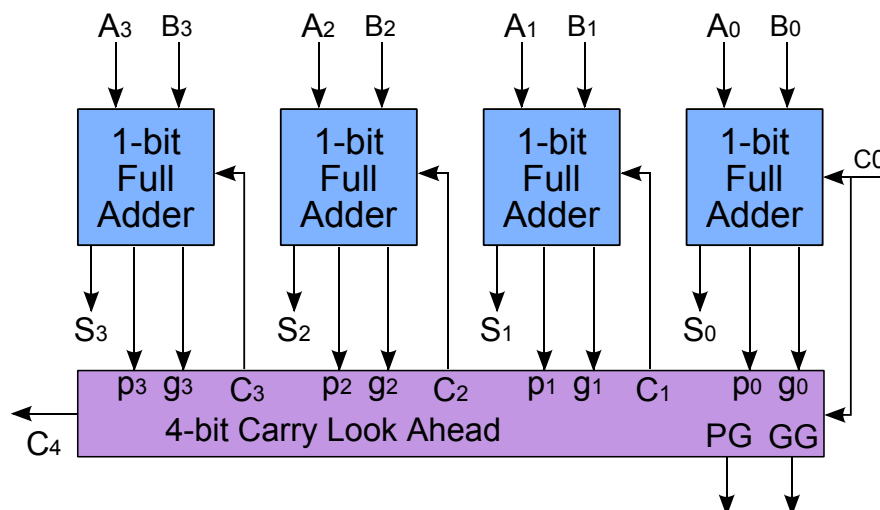 A3 B3 A2 B2 A1 B1 A0 B0
1-bit Full Adder
1-bit Full Adder
1-bit Full Adder
1-bit Full Adder
C0
S3 S2 S1 S0
p3 g3 C3 p2 g2 C2 p1 g1 C1 p0 g0
4-bit Carry Look Ahead
PG GG
C4